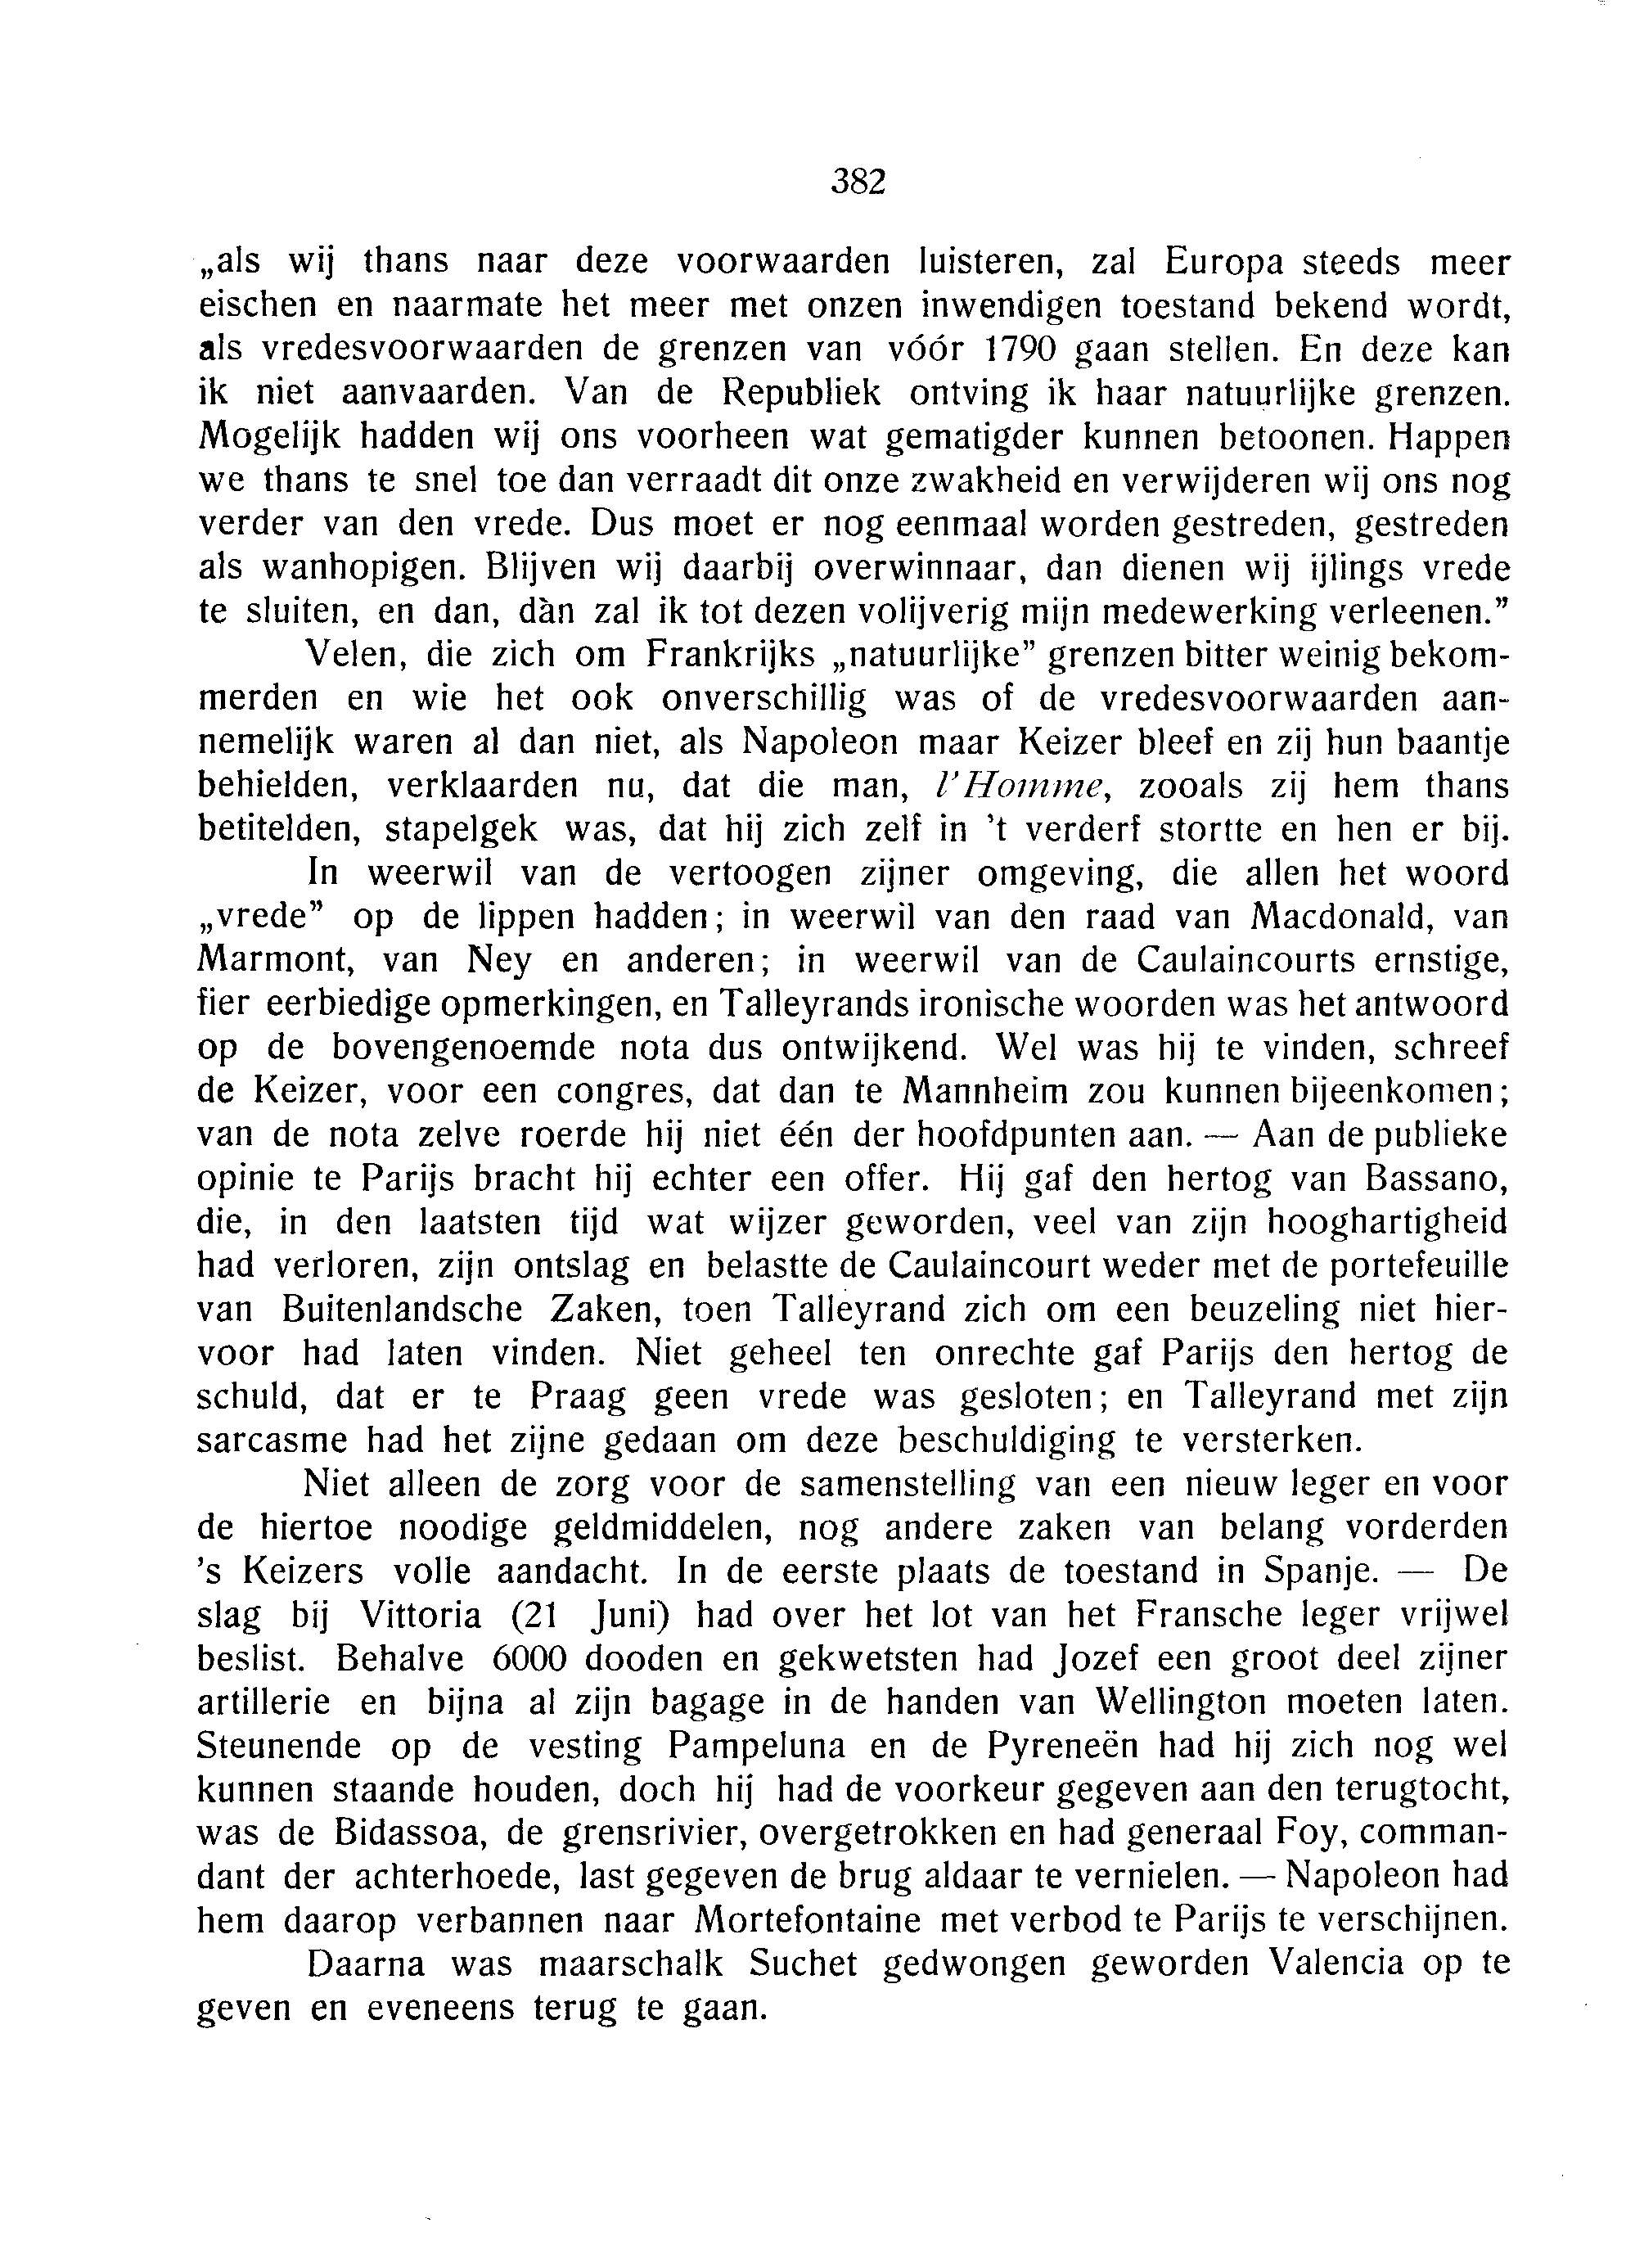 382
„als wij thans naar deze voorwaarden luisteren, zal Europa steeds meer
eischen en naarmate het meer met onzen inwendigen toestand bekend wordt,
als vredesvoorwaarden de grenzen van vóór 1790 gaan stellen. En deze kan
ik niet aanvaarden. Van de Republiek ontving ik haar natuurlijke grenzen.
Mogelijk hadden wij ons voorheen wat gematigder kunnen betoonen. Happen
we thans te snel toe dan verraadt dit onze zwakheid en verwijderen wij ons nog
verder van den vrede. Dus moet er nog eenmaal worden gestreden, gestreden
als wanhopigen. Blijven wij daarbij overwinnaar, dan dienen wij ijlings vrede
te sluiten, en dan, dàn zal ik tot dezen volijverig mijn medewerking verleenen.”
Velen, die zich om Frankrijks „natuurlijke” grenzen bitter weinig bekom-
merden en wie het ook onverschillig was of de vredesvoorwaarden aan-
nemelijk waren al dan niet, als Napoleon maar Keizer bleef en zij hun baantje
behielden, verklaarden nu, dat die man, l’Homme, zooals zij hem thans
betitelden, stapelgek was, dat hij zich zelf in ’t verderf stortte en hen er bij.
In weerwil van de vertoogen zijner omgeving, die allen het woord
„vrede” op de lippen hadden; in weerwil van den raad van Macdonald, van
Marmont, van Ney en anderen; in weerwil van de Caulaincourts ernstige,
fier eerbiedige opmerkingen, en Talleyrands ironische woorden was het antwoord
op de bovengenoemde nota dus ontwijkend. Wel was hij te vinden, schreef
de Keizer, voor een congres, dat dan te Mannheim zou kunnen bijeenkomen;
van de nota zelve roerde hij niet één der hoofdpunten aan. — Aan de publieke
opinie te Parijs bracht hij echter een offer. Hij gaf den hertog van Bassano,
die, in den laatsten tijd wat wijzer geworden, veel van zijn hooghartigheid
had verloren, zijn ontslag en belastte de Caulaincourt weder met de portefeuille
van Buitenlandsche Zaken, toen Talleyrand zich om een beuzeling niet hier-
voor had laten vinden. Niet geheel ten onrechte gaf Parijs den hertog de
schuld, dat er te Praag geen vrede was gesloten; en Talleyrand met zijn
sarcasme had het zijne gedaan om deze beschuldiging te versterken.
Niet alleen de zorg voor de samenstelling van een nieuw leger en voor
de hiertoe noodige geldmiddelen, nog andere zaken van belang vorderden
’s Keizers volle aandacht. In de eerste plaats de toestand in Spanje. — De
slag bij Vittoria (21 Juni) had over het lot van het Fransche leger vrijwel
beslist. Behalve 6000 dooden en gekwetsten had Jozef een groot deel zijner
artillerie en bijna al zijn bagage in de handen van Wellington moeten laten.
Steunende op de vesting Pampeluna en de Pyreneën had hij zich nog wel
kunnen staande houden, doch hij had de voorkeur gegeven aan den terugtocht,
was de Bidassoa, de grensrivier, overgetrokken en had generaal Foy, comman-
dant der achterhoede, last gegeven de brug aldaar te vernielen. — Napoleon had
hem daarop verbannen naar Mortefontaine met verbod te Parijs te verschijnen.
Daarna was maarschalk Suchet gedwongen geworden Valencia op te
geven en eveneens terug te gaan.